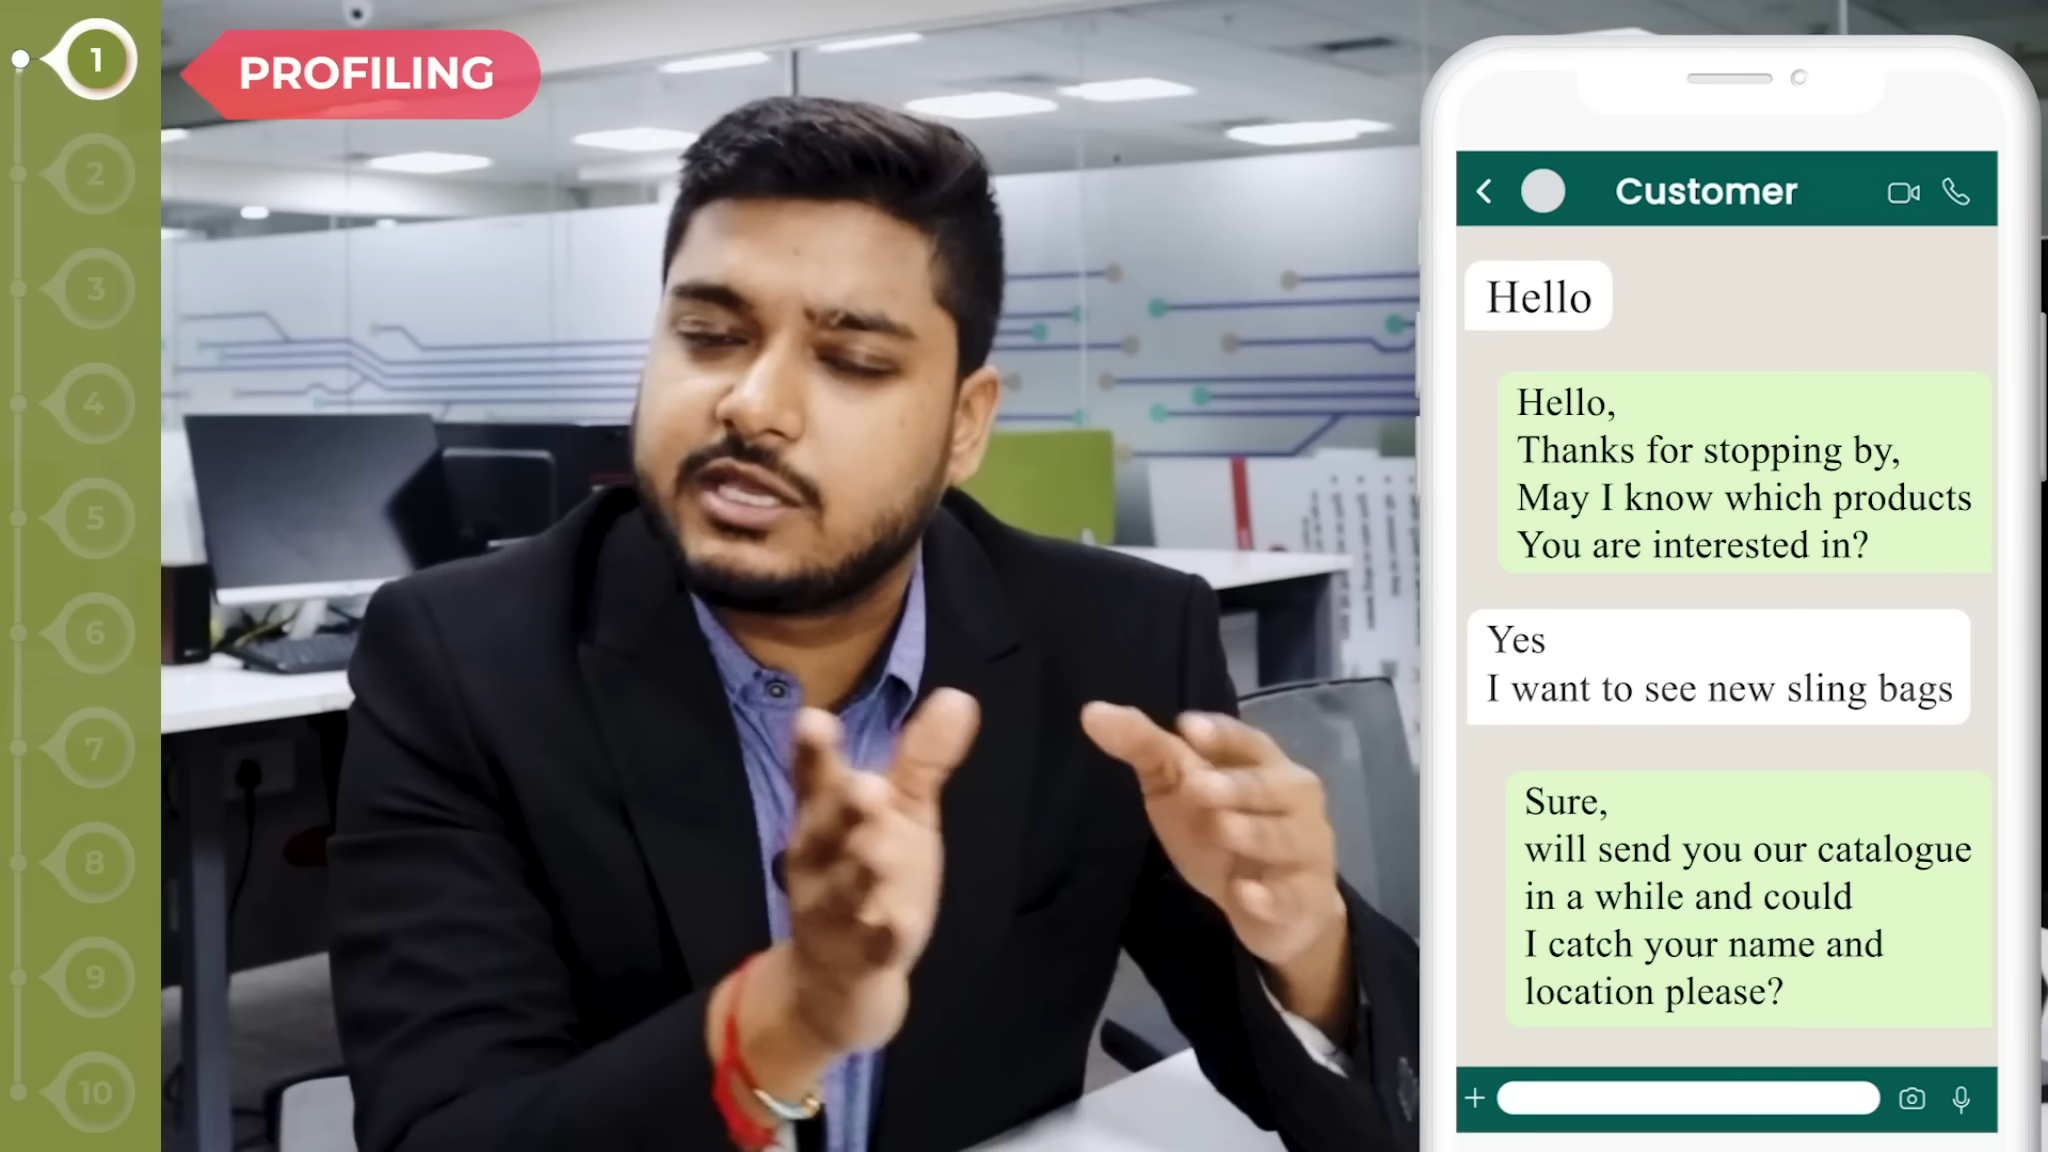 1
PROFILING
2
3
4
5
6
7
8
9
10
Customer
Hello
Hello,
Thanks for stopping by,
May I know which products
You are interested in?
Yes
I want to see new sling bags
Sure,
will send you our catalogue
in a while and could
I catch your name and
location please?